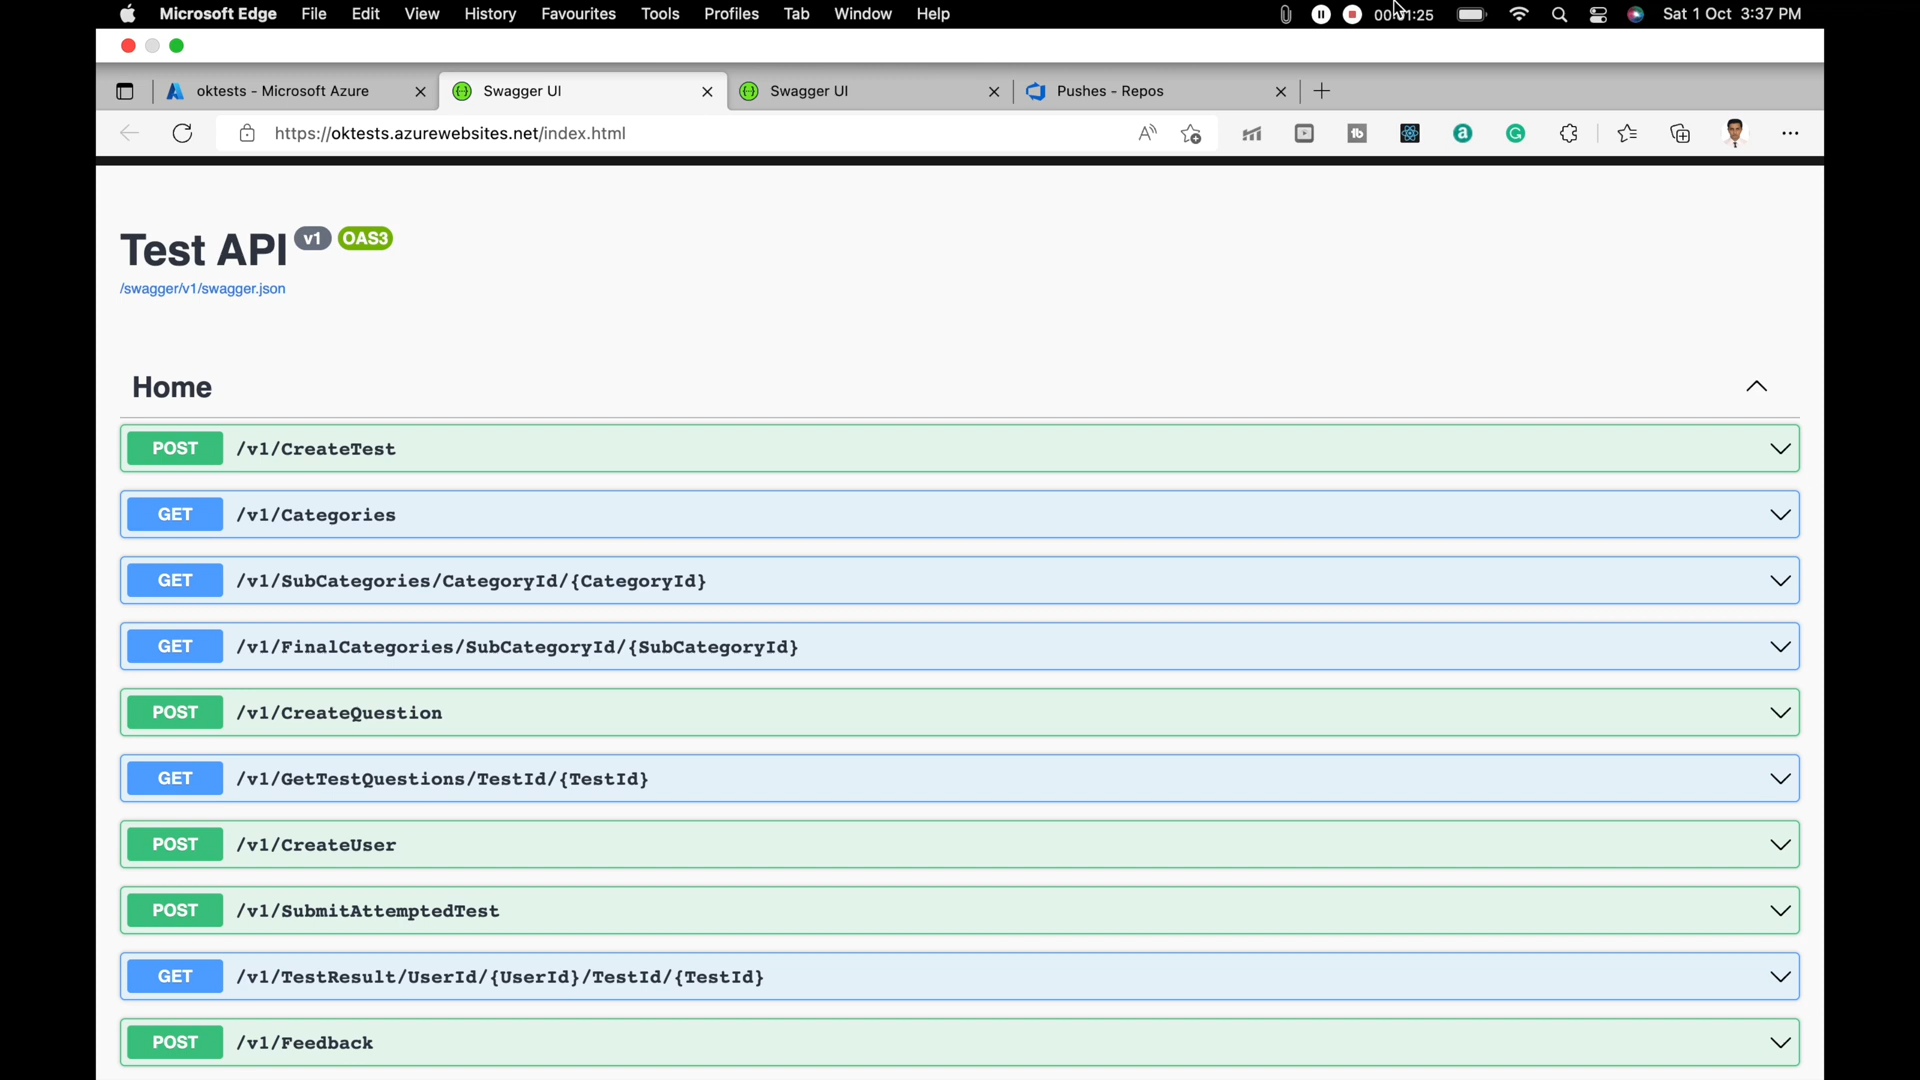 Microsoft Edge File Edit View History Favourites Tools Profiles Tab Window Help Sat 1 Oct 3:37 PM
oktests - Microsoft Azure Swagger UI Swagger UI Pushes - Repos
https://oktests.azurewebsites.net/index.html
Test API v1 OAS3
/swagger/v1/swagger.json
Home
POST /v1/CreateTest
GET /v1/Categories
GET /v1/SubCategories/CategoryId/{CategoryId}
GET /v1/FinalCategories/SubCategoryId/{SubCategoryId}
POST /v1/CreateQuestion
GET /v1/GetTestQuestions/TestId/{TestId}
POST /v1/CreateUser
POST /v1/SubmitAttemptedTest
GET /v1/TestResult/UserId/{UserId}/TestId/{TestId}
POST /v1/Feedback